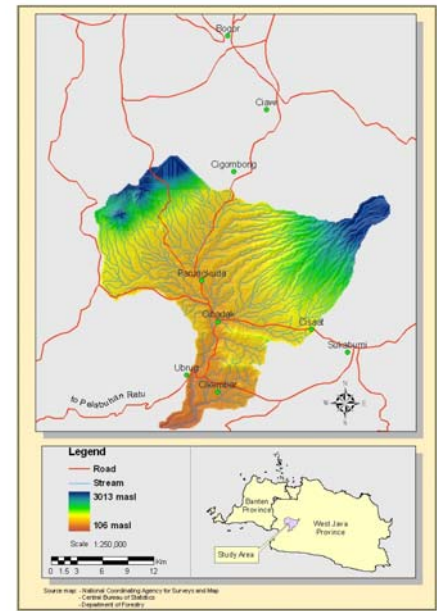 Bogor
Ciawi
Cigombong
Parungkuda
Cibadak
Cisaat
Sukabumi
Ubrug
Cikembar
to Pelabuhan Ratu
N
E
Legend
Road
Stream
3013 masl
106 masl
Scale 1:250,000
0 1.5 3 6 9 12
Km
Banten
Province
West Java
Province
Study Area
Source map: - National Coordinating Agency for Surveys and Map
- Central Bureau of Statistics
- Department of Forestry